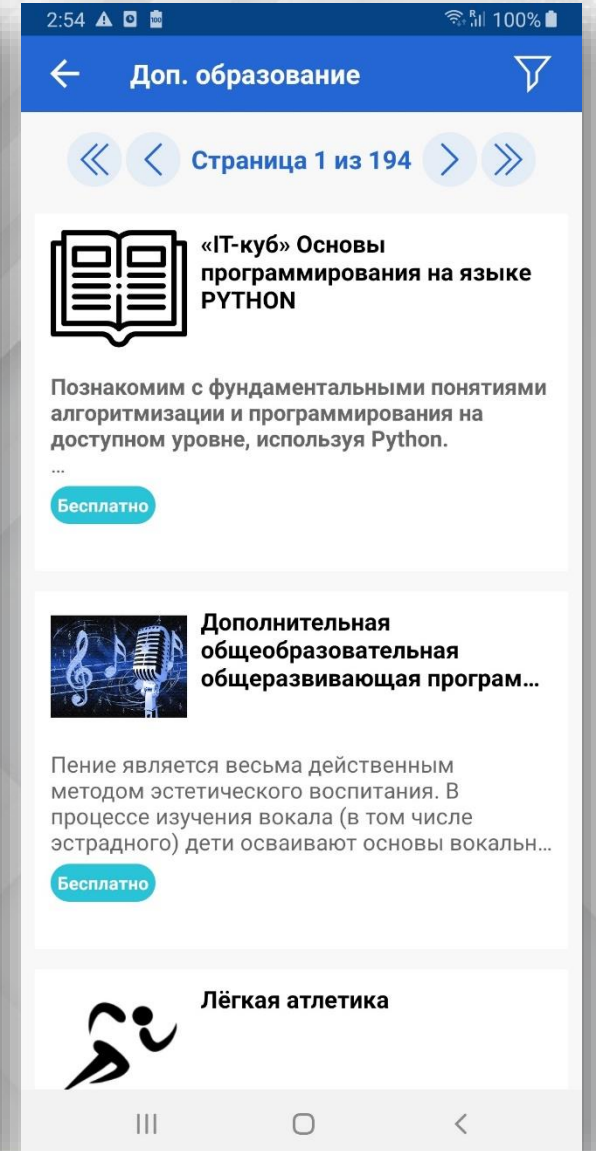 2:54 100%
Доп. образование
Страница 1 из 194
«IT-куб» Основы
программирования на языке
PYTHON
Познакомим с фундаментальными понятиями
алгоритмизации и программирования на
доступном уровне, используя Python.
...
Бесплатно
Дополнительная
общеобразовательная
общеразвивающая програм...
Пение является весьма действенным
методом эстетического воспитания. В
процессе изучения вокала (в том числе
эстрадного) дети осваивают основы вокальн...
Бесплатно
Лёгкая атлетика